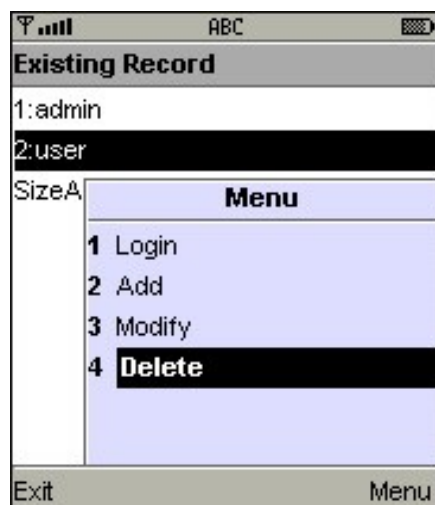 ABC
Existing Record
1:admin
2:user
SizeA
Menu
1 Login
2 Add
3 Modify
4 Delete
Exit Menu